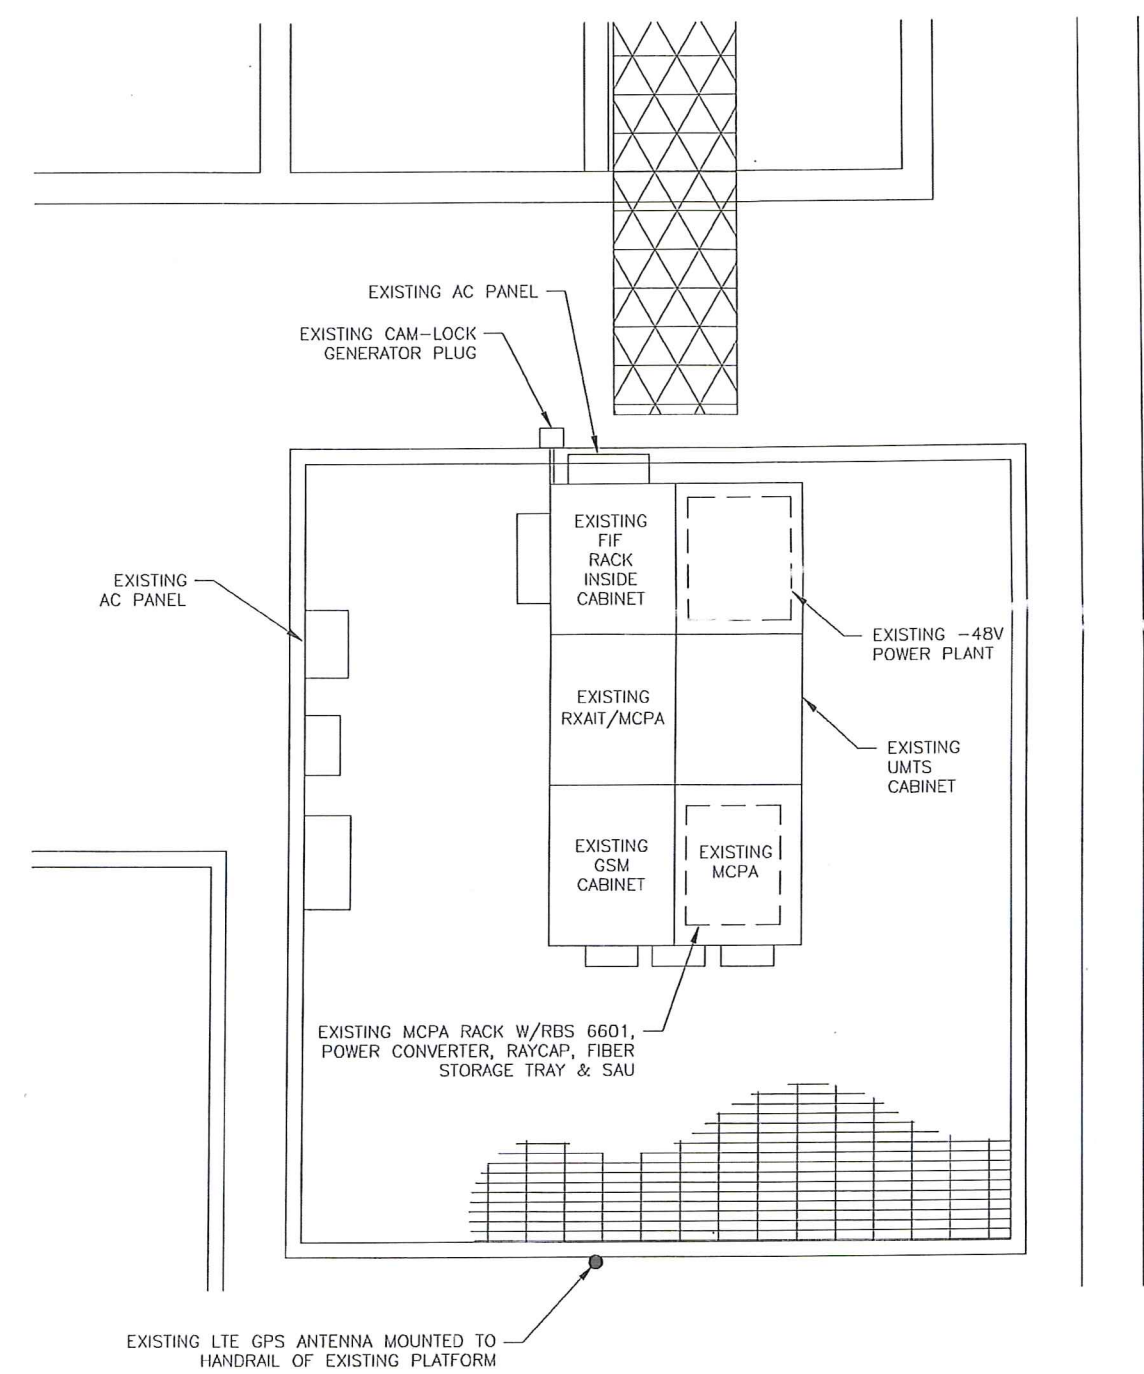 EXISTING AC PANEL
EXISTING CAM-LOCK
GENERATOR PLUG
EXISTING
FIF
RACK
INSIDE
CABINET
EXISTING
AC PANEL
EXISTING -48V
POWER PLANT
EXISTING
RXAIT/MCPA
EXISTING
UMTS
CABINET
EXISTING
GSM
CABINET
EXISTING
MCPA
EXISTING MCPA RACK W/RBS 6601,
POWER CONVERTER, RAYCAP, FIBER
STORAGE TRAY & SAU
EXISTING LTE GPS ANTENNA MOUNTED TO
HANDRAIL OF EXISTING PLATFORM